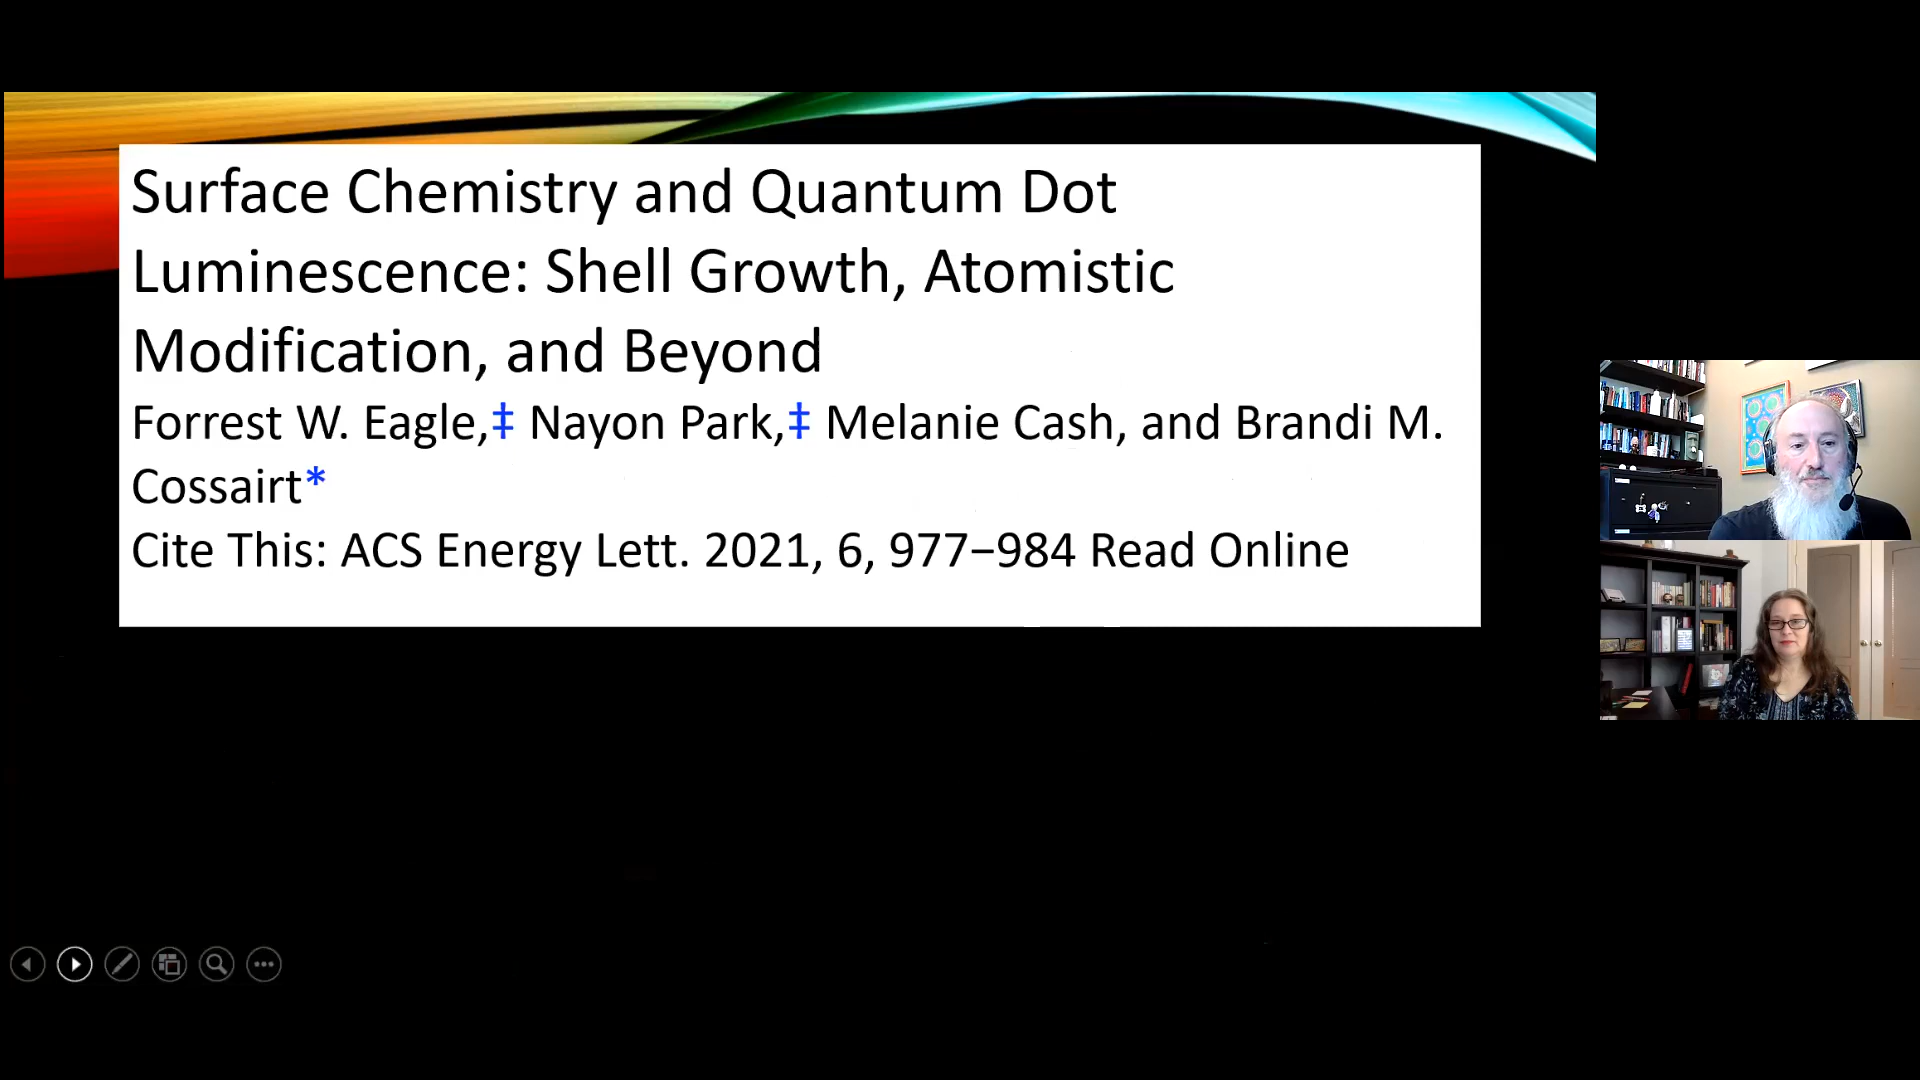 Surface Chemistry and Quantum Dot
Luminescence: Shell Growth, Atomistic
Modification, and Beyond
Forrest W. Eagle,‡ Nayon Park,‡ Melanie Cash, and Brandi M.
Cossairt*
Cite This: ACS Energy Lett. 2021, 6, 977−984 Read Online